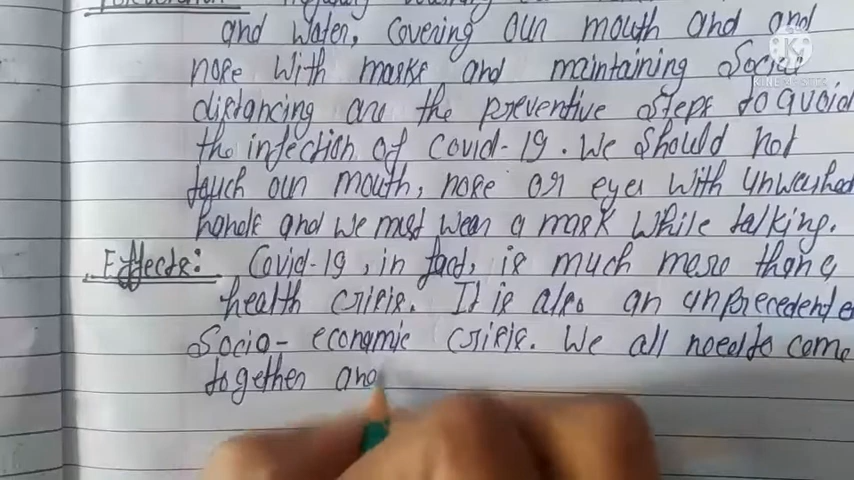 and water, covering our mouth and and
nose with masks and maintaining Social
distancing are the preventive steps to avoid
the infection of Covid-19. We should not
touch our mouth, nose or eyes with unwashed
hands and we must wear a mask while talking.
Effects: Covid-19, in fact, is much more than a
health crisis. It is also an unprecedente
Socio-economic crisis. We all need to come
together and
KINEMASTER